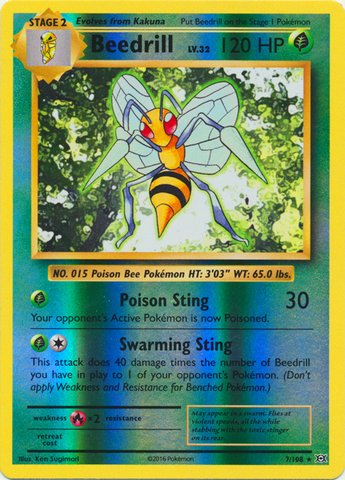 STAGE 2 Evolves from Kakuna Put Beedrill on the Stage 1 Pokémon
Beedrill LV.32 120 HP
NO. 015 Poison Bee Pokémon HT: 3'03" WT: 65.0 lbs.
Poison Sting 30
Your opponent's Active Pokémon is now Poisoned.
Swarming Sting
This attack does 40 damage times the number of Beedrill
you have in play to 1 of your opponent's Pokémon. (Don't
apply Weakness and Resistance for Benched Pokémon.)
weakness ×2 resistance
retreat
cost
May appear in a swarm. Flies at
violent speeds, all the while
stabbing with the toxic stinger
on its rear.
Illus. Ken Sugimori ©2016 Pokémon 7/108 ★